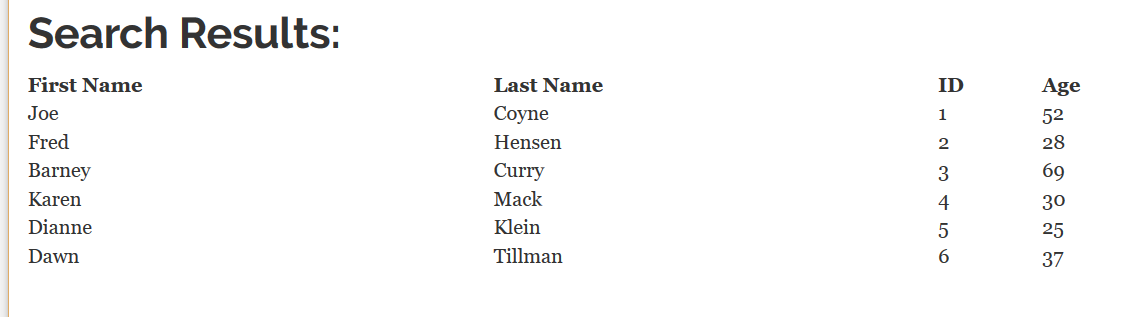 Search Results:
First Name Last Name ID Age
Joe Coyne 1 52
Fred Hensen 2 28
Barney Curry 3 69
Karen Mack 4 30
Dianne Klein 5 25
Dawn Tillman 6 37